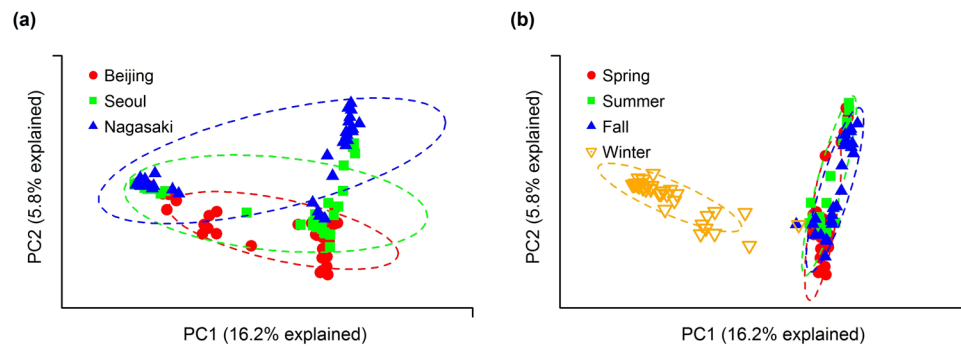 (a)
PC2 (5.8% explained)
Beijing
Seoul
Nagasaki
PC1 (16.2% explained)
(b)
PC2 (5.8% explained)
Spring
Summer
Fall
Winter
PC1 (16.2% explained)